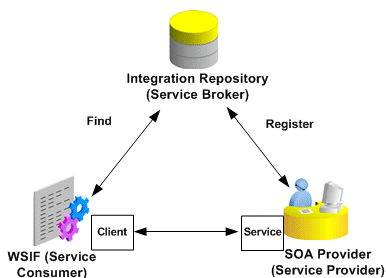 Integration Repository
(Service Broker)
Find
Register
Client
Service
WSIF (Service
Consumer)
SOA Provider
(Service Provider)